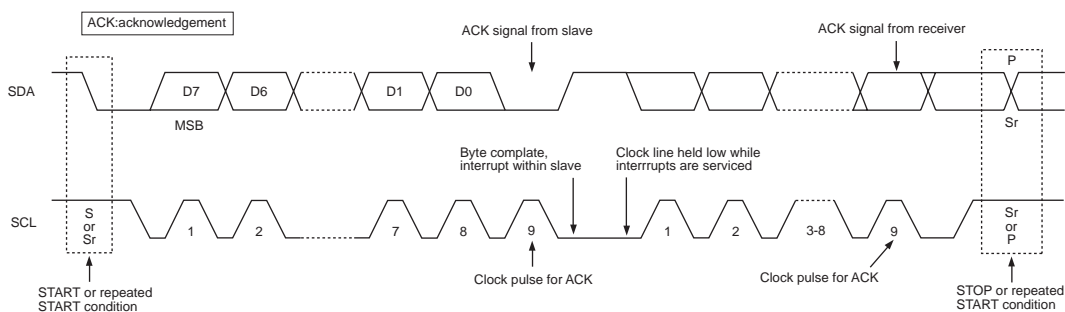 ACK:acknowledgement
ACK signal from slave
ACK signal from receiver
P
SDA
D7
D6
D1
D0
MSB
Sr
Byte complate,
interrupt within slave
Clock line held low while
interrrupts are serviced
SCL
S
or
Sr
1
2
7
8
9
1
2
3-8
9
Sr
or
P
Clock pulse for ACK
Clock pulse for ACK
START or repeated
START condition
STOP or repeated
START condition